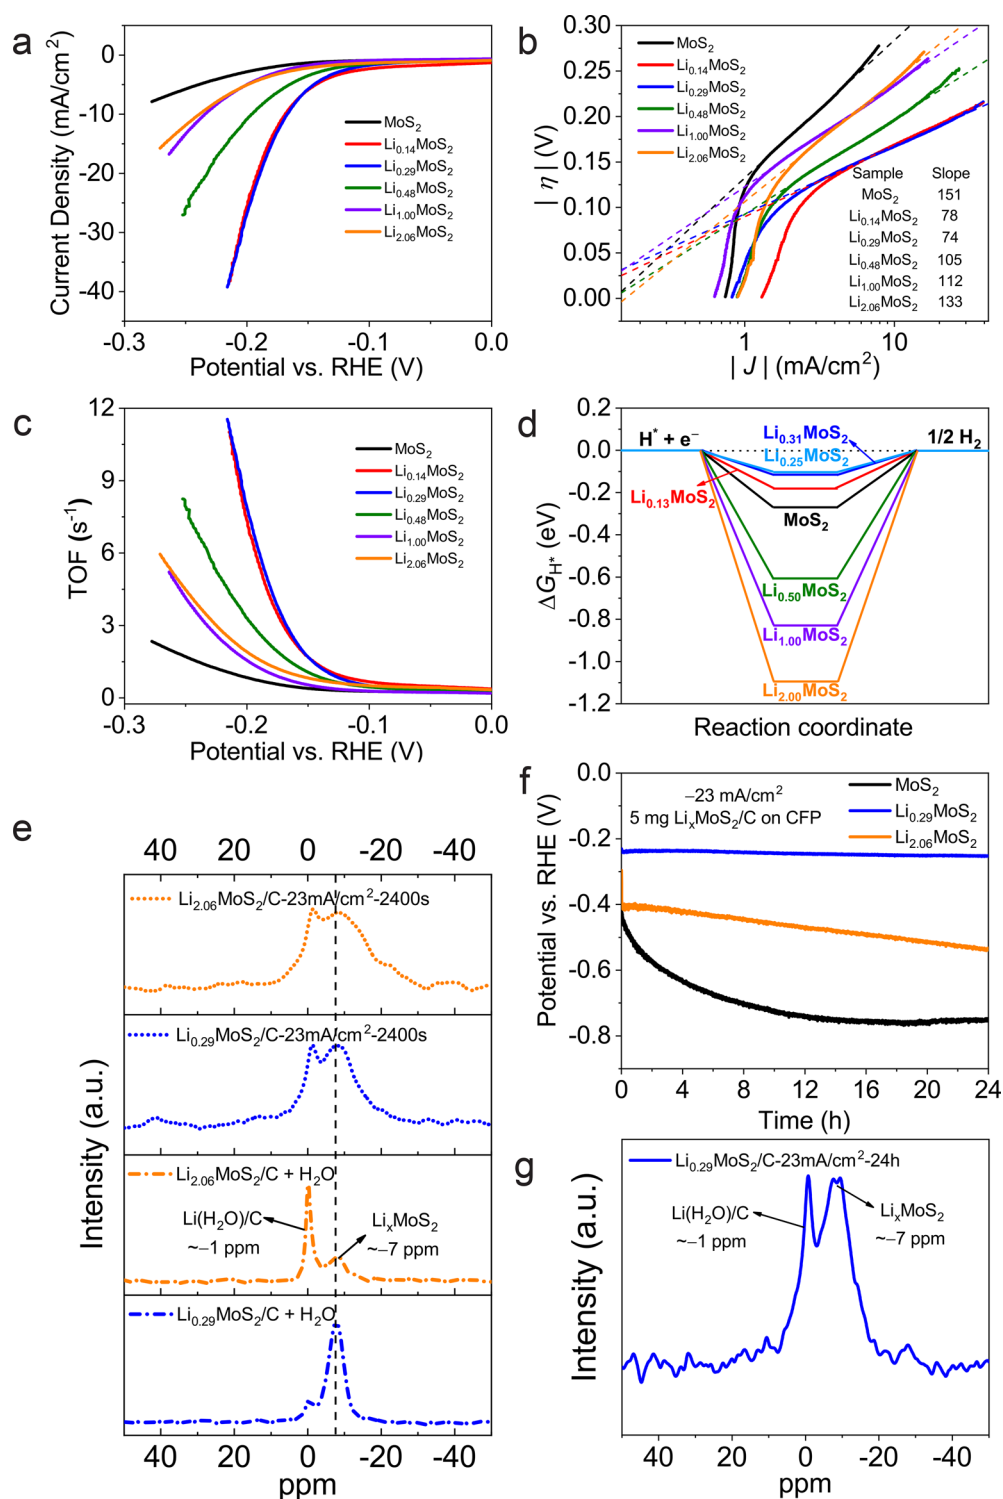 a
0
-10
-20
-30
-40
Current Density (mA/cm²)
MoS₂
Li₀.₁₄MoS₂
Li₀.₂₉MoS₂
Li₀.₄₈MoS₂
Li₁.₀₀MoS₂
Li₂.₀₆MoS₂
-0.3 -0.2 -0.1 0.0
Potential vs. RHE (V)
b
0.30
0.25
0.20
0.15
0.10
0.05
0.00
| η | (V)
MoS₂
Li₀.₁₄MoS₂
Li₀.₂₉MoS₂
Li₀.₄₈MoS₂
Li₁.₀₀MoS₂
Li₂.₀₆MoS₂
Sample Slope
MoS₂ 151
Li₀.₁₄MoS₂ 78
Li₀.₂₉MoS₂ 74
Li₀.₄₈MoS₂ 105
Li₁.₀₀MoS₂ 112
Li₂.₀₆MoS₂ 133
1 10
| J | (mA/cm²)
c
12
9
6
3
0
TOF (s⁻¹)
MoS₂
Li₀.₁₄MoS₂
Li₀.₂₉MoS₂
Li₀.₄₈MoS₂
Li₁.₀₀MoS₂
Li₂.₀₆MoS₂
-0.3 -0.2 -0.1 0.0
Potential vs. RHE (V)
d
0.2
0.0
-0.2
-0.4
-0.6
-0.8
-1.0
-1.2
ΔG_H* (eV)
H* + e⁻
Li₀.₃₁MoS₂
Li₀.₂₅MoS₂
1/2 H₂
Li₀.₁₃MoS₂
MoS₂
Li₀.₅₀MoS₂
Li₁.₀₀MoS₂
Li₂.₀₀MoS₂
Reaction coordinate
e
40 20 0 -20 -40
Li₂.₀₆MoS₂/C-23mA/cm²-2400s
Li₀.₂₉MoS₂/C-23mA/cm²-2400s
Li₂.₀₆MoS₂/C + H₂O
Li(H₂O)/C
~−1 ppm
LiₓMoS₂
~−7 ppm
Li₀.₂₉MoS₂/C + H₂O
Intensity (a.u.)
40 20 0 -20 -40
ppm
f
0.0
-0.2
-0.4
-0.6
-0.8
Potential vs. RHE (V)
−23 mA/cm²
5 mg LiₓMoS₂/C on CFP
MoS₂
Li₀.₂₉MoS₂
Li₂.₀₆MoS₂
0 4 8 12 16 20 24
Time (h)
g
Li₀.₂₉MoS₂/C-23mA/cm²-24h
Li(H₂O)/C
~−1 ppm
LiₓMoS₂
~−7 ppm
Intensity (a.u.)
40 20 0 -20 -40
ppm